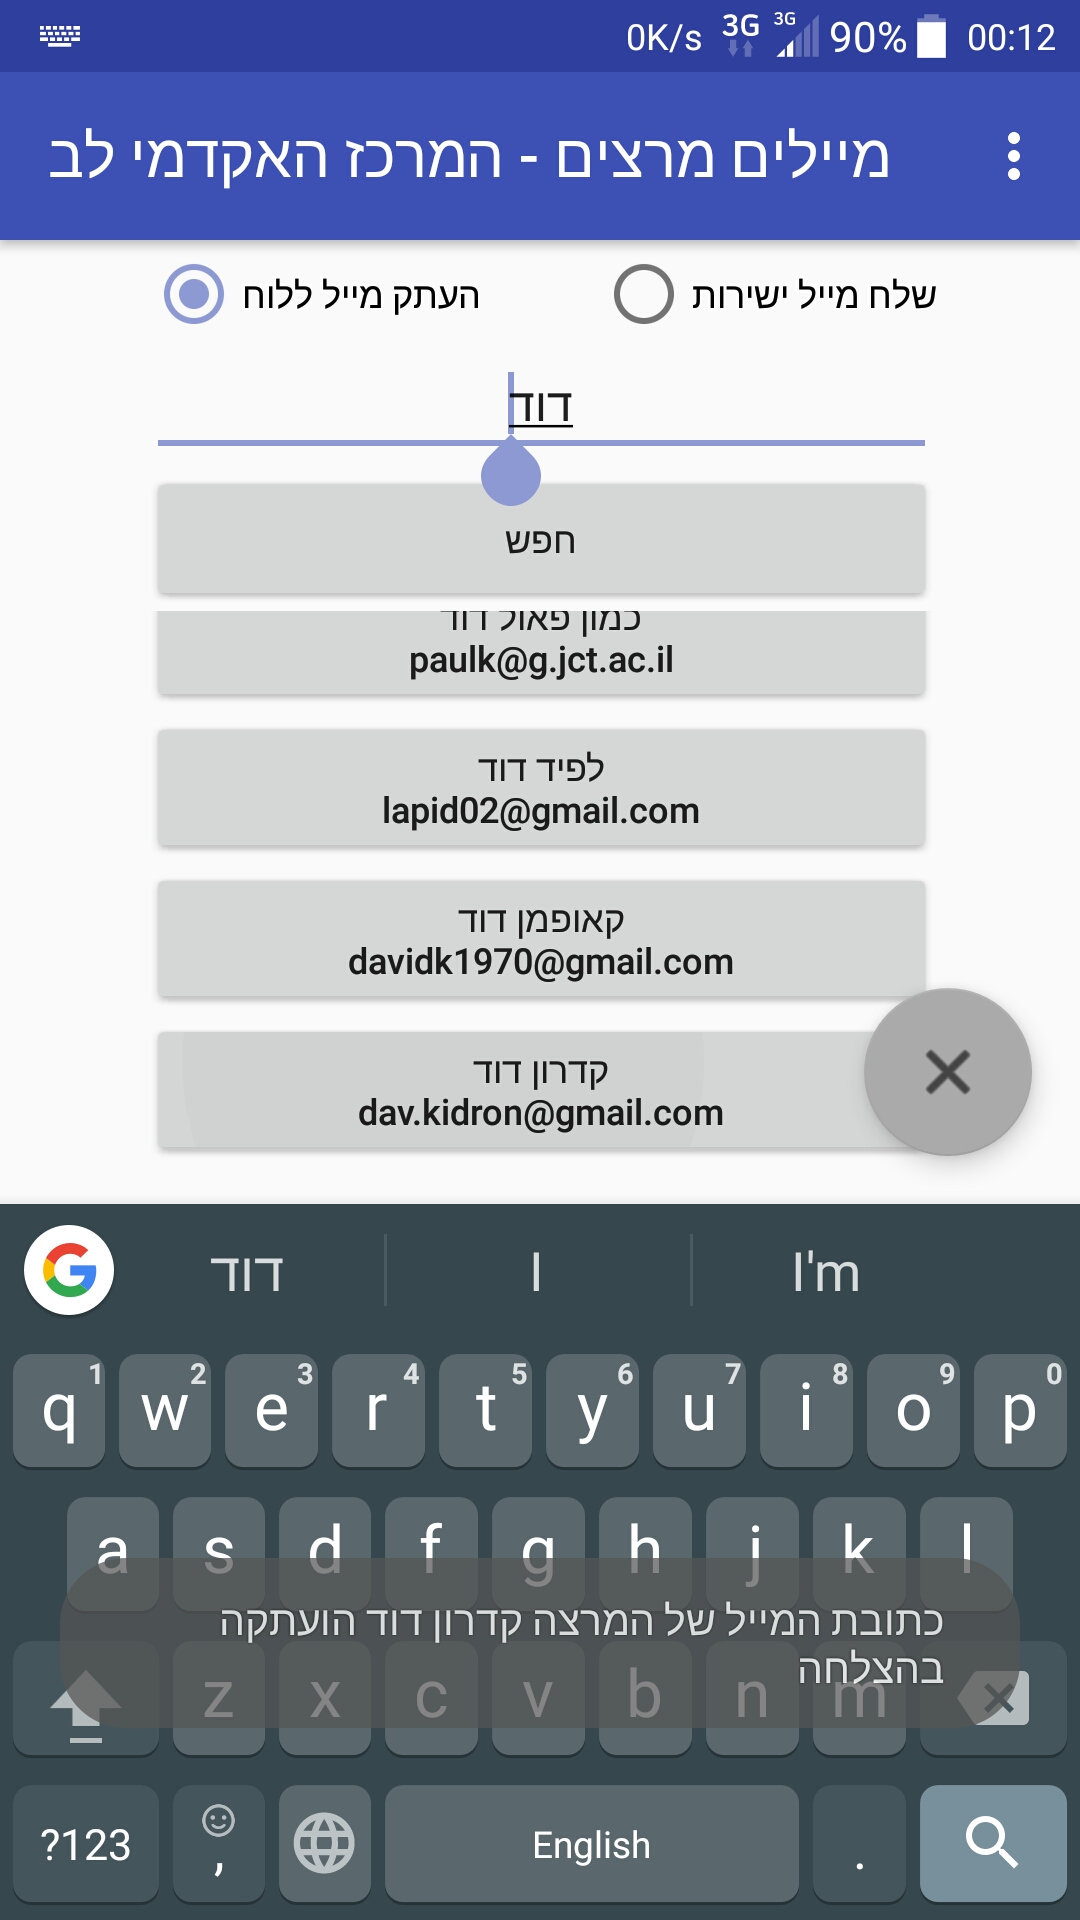 0K/s 3G 3G 90% 00:12
מיילים מרצים - המרכז האקדמי לב
שלח מייל ישירות
העתק מייל ללוח
דוד
חפש
כמון פאול דוד
paulk@g.jct.ac.il
לפיד דוד
lapid02@gmail.com
קאופמן דוד
davidk1970@gmail.com
קדרון דוד
dav.kidron@gmail.com
דוד I I'm
1 2 3 4 5 6 7 8 9 0
q w e r t y u i o p
a s d f g h j k l
כתובת המייל של המרצה קדרון דוד הועתקה
בהצלחה
z x c v b n m
?123 , English .